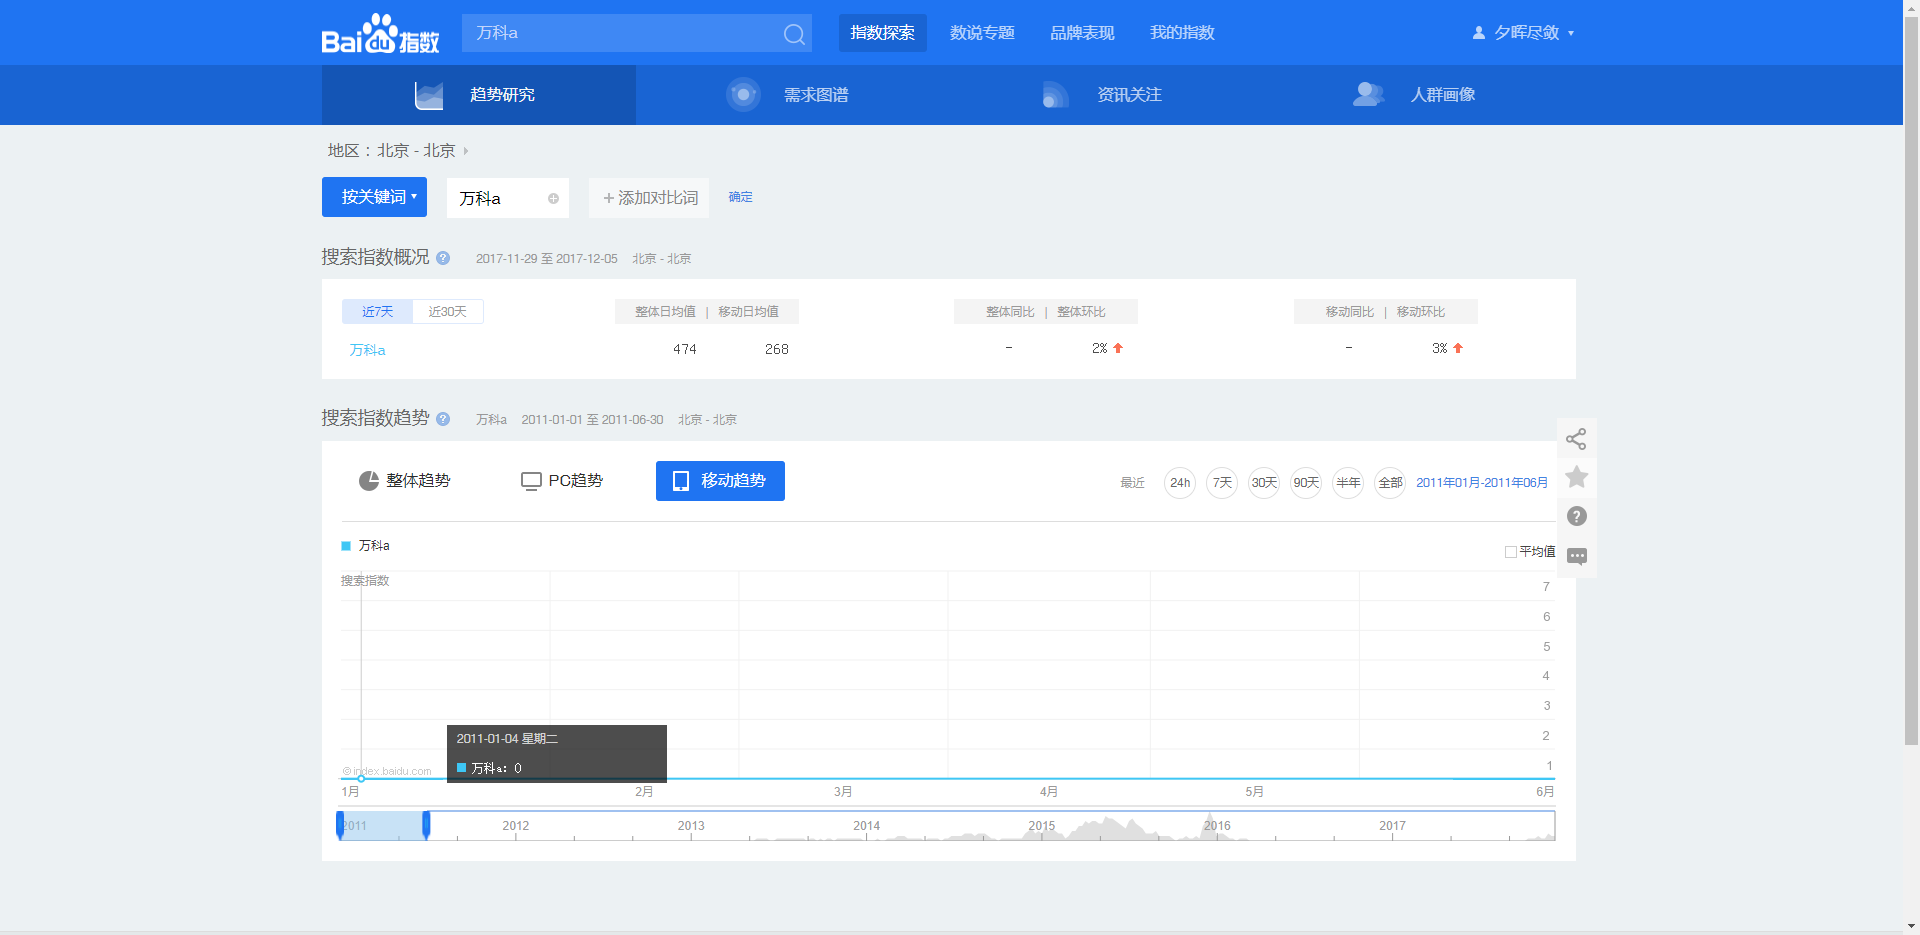 Bai du 指数
万科a
指数探索 数说专题 品牌表现 我的指数
夕晖尽敛
趋势研究 需求图谱 资讯关注 人群画像
地区： 北京 - 北京
按关键词 万科a +添加对比词 确定
搜索指数概况 ? 2017-11-29 至 2017-12-05 北京 - 北京
近7天 近30天 整体日均值 | 移动日均值 整体同比 | 整体环比 移动同比 | 移动环比
万科a 474 268 - 2% - 3%
搜索指数趋势 ? 万科a 2011-01-01 至 2011-06-30 北京 - 北京
整体趋势 PC趋势 移动趋势 最近 24h 7天 30天 90天 半年 全部 2011年01月-2011年06月
?
万科a
平均值
搜索指数
7
6
5
4
3
2
1
2011-01-04 星期二
万科a: 0
©index.baidu.com
1月 2月 3月 4月 5月 6月
2011 2012 2013 2014 2015 2016 2017